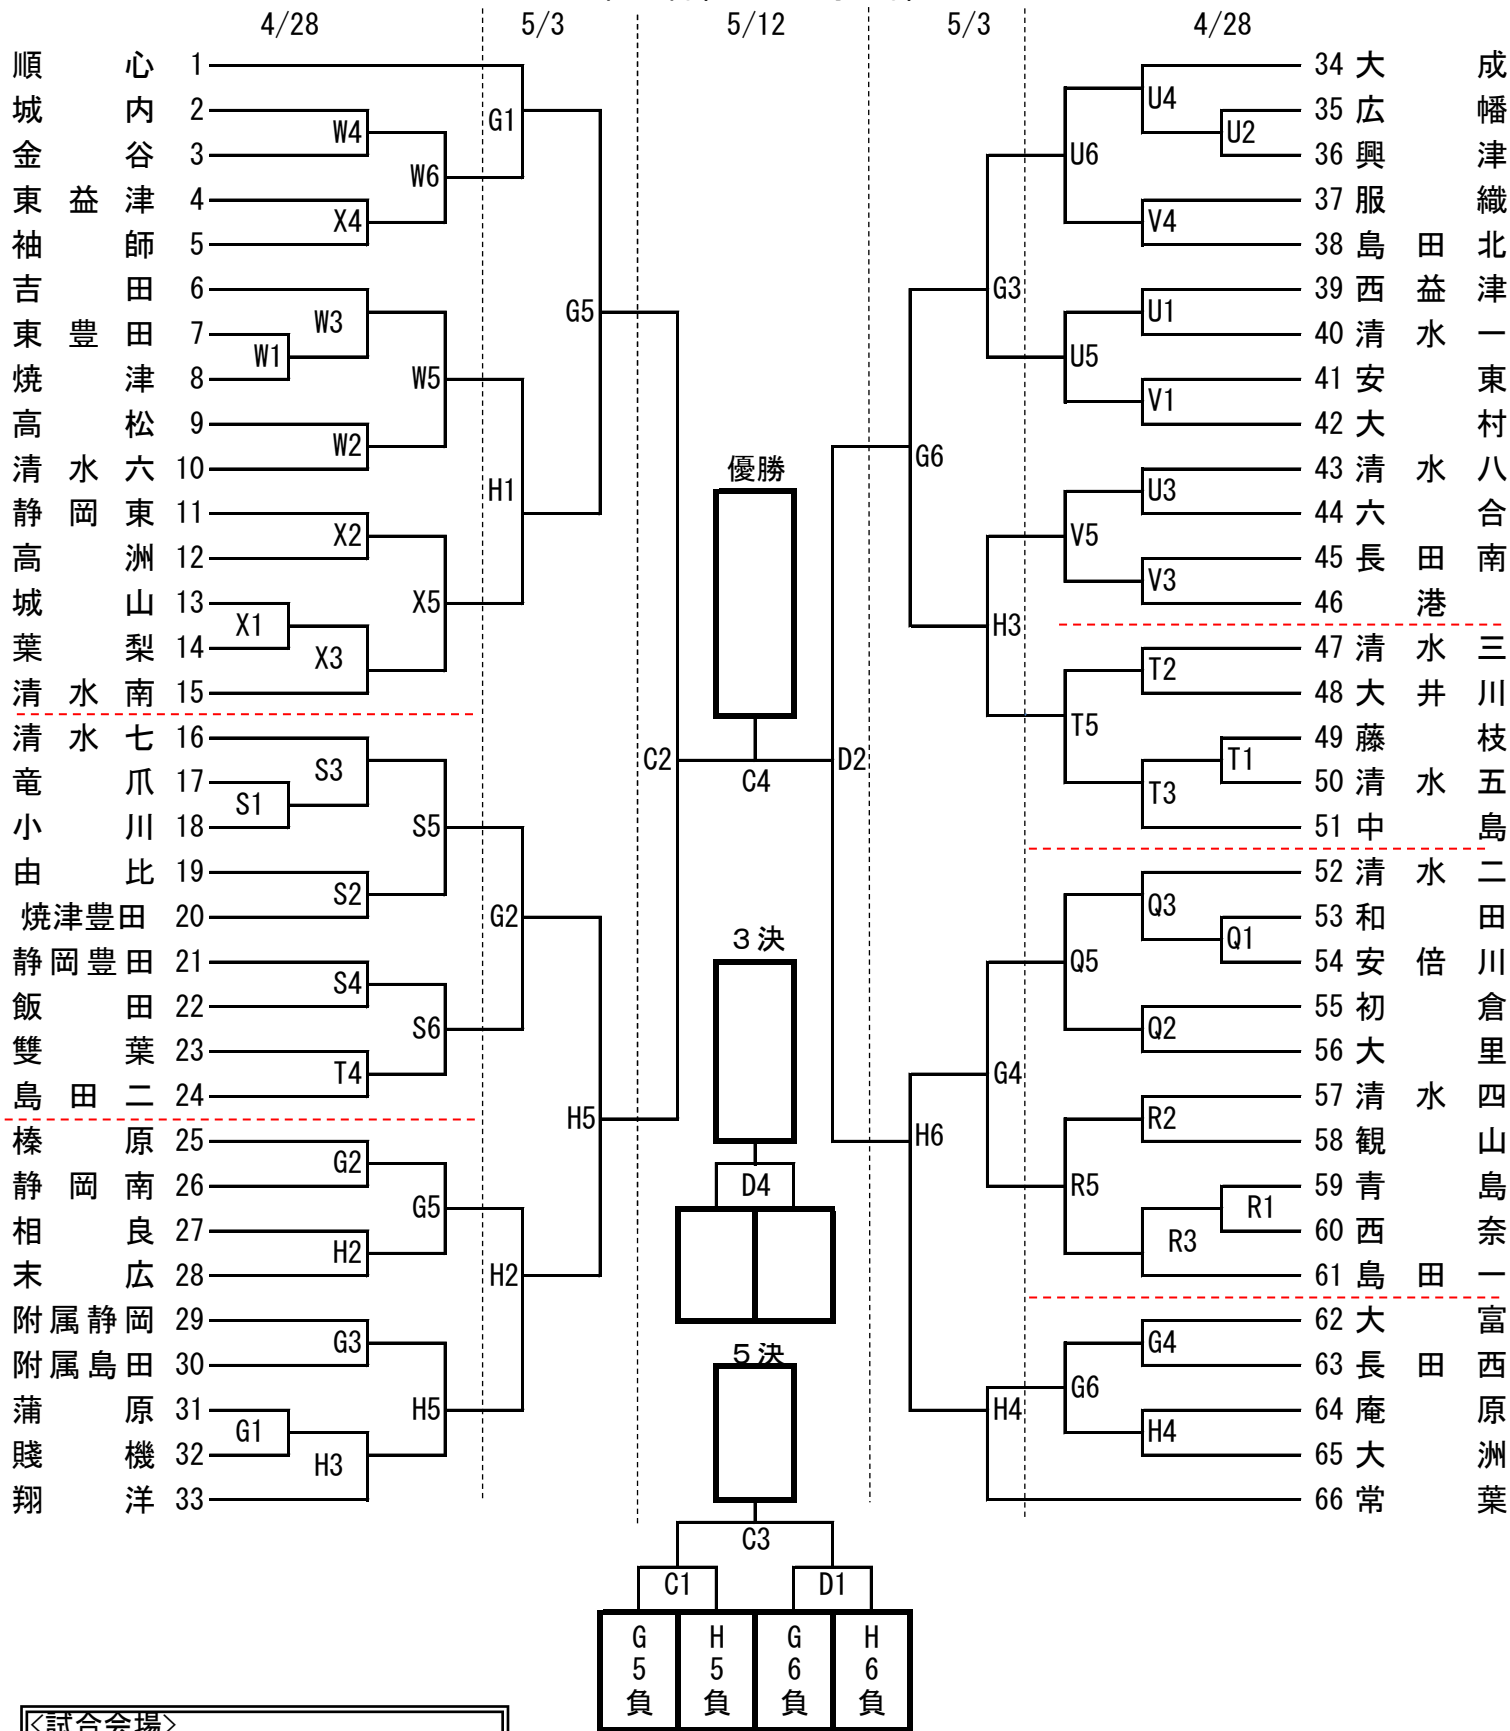 4/28 5/3 5/12 5/3 4/28
順心 1
城内 2
金谷 3
東益津 4
袖師 5
吉田 6
東豊田 7
焼津 8
高松 9
清水六 10
静岡東 11
高洲 12
城山 13
葉梨 14
清水南 15
清水七 16
竜爪 17
小川 18
由比 19
焼津豊田 20
静岡豊田 21
飯田 22
雙葉 23
島田二 24
榛原 25
静岡南 26
相良 27
末広 28
附属静岡 29
附属島田 30
蒲原 31
賤機 32
翔洋 33
W4
W6
X4
W3
W1
W5
W2
X2
X5
X1
X3
S3
S1
S5
S2
S4
S6
T4
G2
G5
H2
G3
H5
G1
H3
G1
H1
G2
H2
G5
H5
C2
優勝
C4
3決
D4
5決
C3
C1 D1
G5負 H5負 G6負 H6負
D2
G6
H6
G3
H3
G4
H4
U4
U2
U6
V4
U1
U5
V1
U3
V5
V3
T2
T5
T1
T3
Q3
Q1
Q5
Q2
R2
R5
R1
R3
G4
G6
H4
34 大成
35 広幡
36 興津
37 服織
38 島田北
39 西益津
40 清水一
41 安東
42 大村
43 清水八
44 六合
45 長田南
46 港
47 清水三
48 大井川
49 藤枝
50 清水五
51 中島
52 清水二
53 和田
54 安倍川
55 初倉
56 大里
57 清水四
58 観山
59 青島
60 西奈
61 島田一
62 大富
63 長田西
64 庵原
65 大洲
66 常葉
<試合会場>